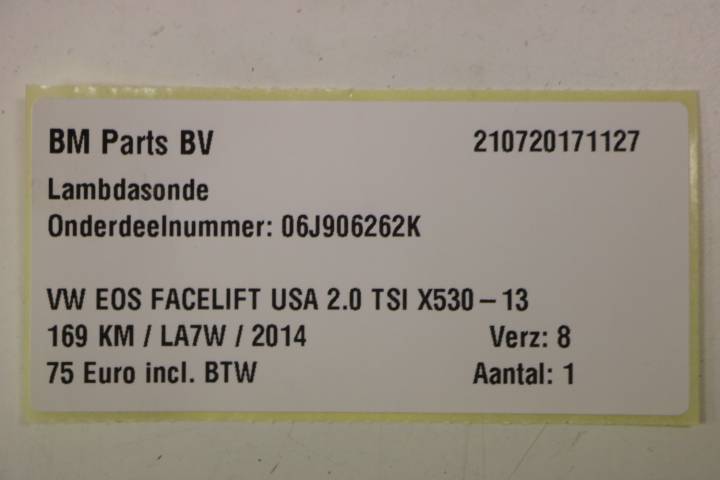 BM Parts BV 210720171127
Lambdasonde
Onderdeelnummer: 06J906262K
VW EOS FACELIFT USA 2.0 TSI X530 – 13
169 KM / LA7W / 2014 Verz: 8
75 Euro incl. BTW Aantal: 1